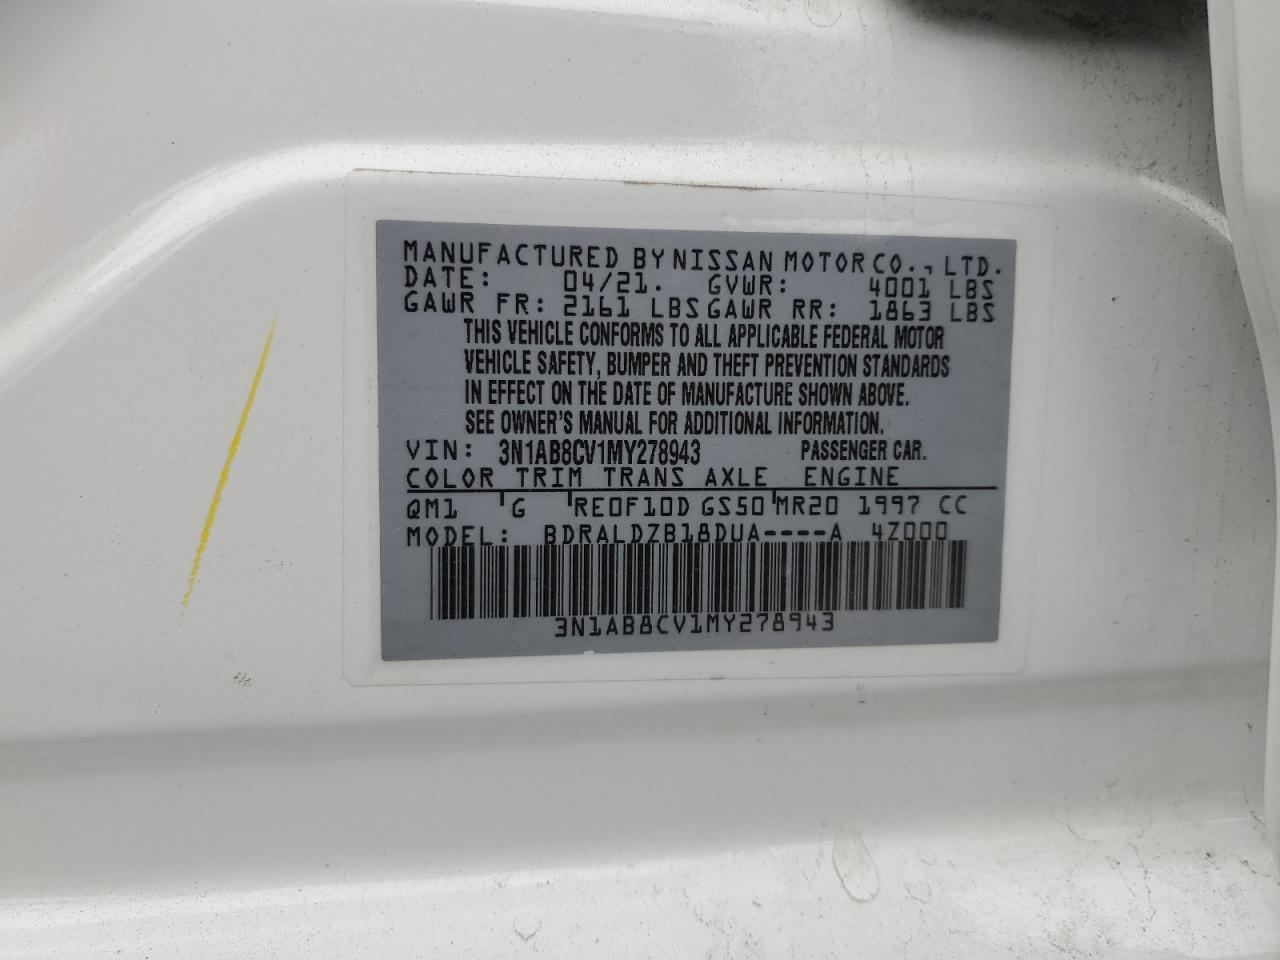 MANUFACTURED BY NISSAN MOTOR CO., LTD.
DATE: 04/21. GVWR: 4001 LBS
GAWR FR: 2161 LBS GAWR RR: 1863 LBS
THIS VEHICLE CONFORMS TO ALL APPLICABLE FEDERAL MOTOR
VEHICLE SAFETY, BUMPER AND THEFT PREVENTION STANDARDS
IN EFFECT ON THE DATE OF MANUFACTURE SHOWN ABOVE.
SEE OWNER'S MANUAL FOR ADDITIONAL INFORMATION.
VIN: 3N1AB8CV1MY278943 PASSENGER CAR.
COLOR TRIM TRANS AXLE ENGINE
QM1 G RE0F10D GS50 MR20 1997 CC
MODEL: BDRALDZB18DUA----A 4Z000
3N1AB8CV1MY278943